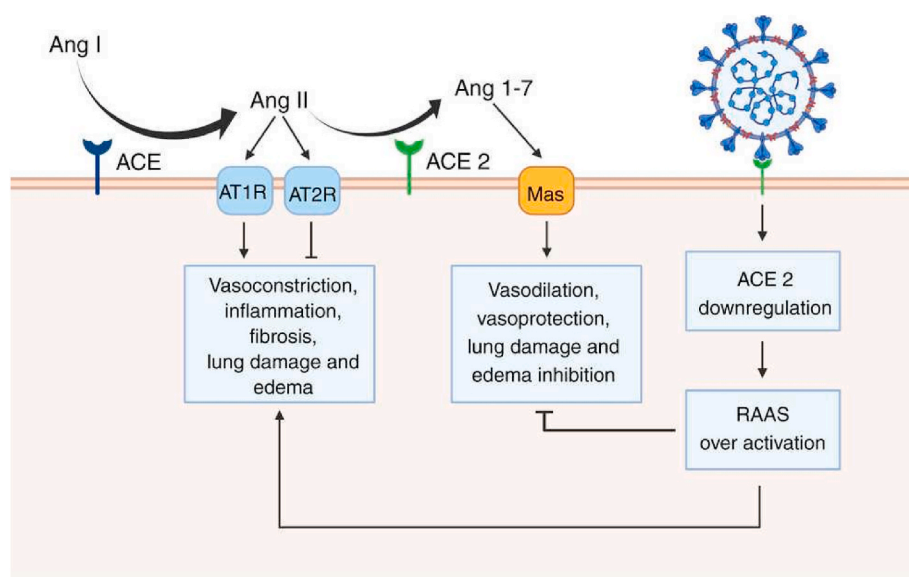 Ang I
Ang II
Ang 1-7
ACE
ACE 2
AT1R
AT2R
Mas
Vasoconstriction,
inflammation,
fibrosis,
lung damage and
edema
Vasodilation,
vasoprotection,
lung damage and
edema inhibition
ACE 2
downregulation
RAAS
over activation